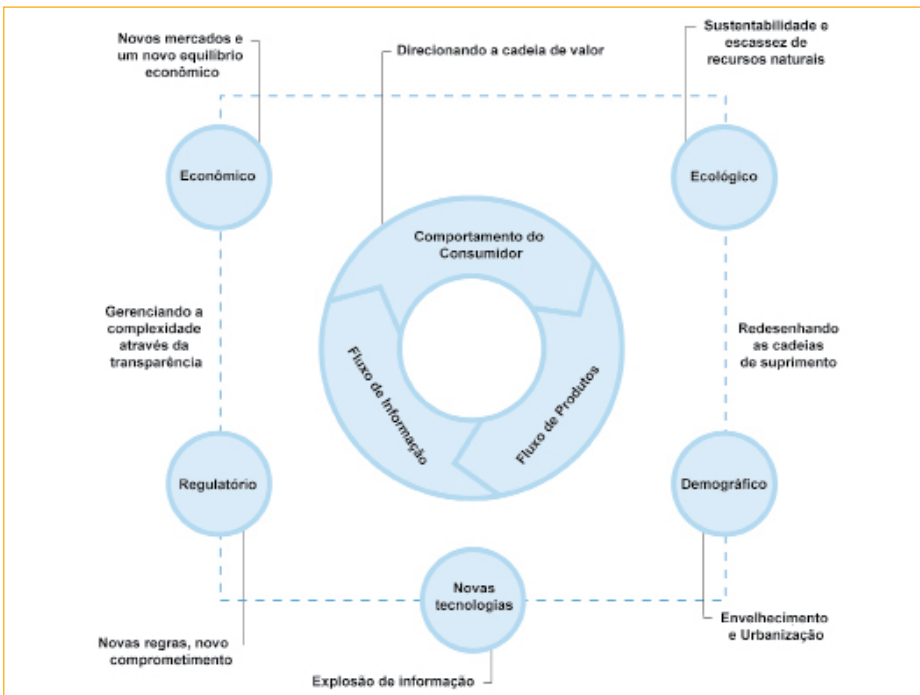 Novos mercados e
um novo equilíbrio
econômico
Direcionando a cadeia de valor
Sustentabilidade e
escassez de
recursos naturais
Econômico
Ecológico
Comportamento do
Consumidor
Gerenciando a
complexidade
através da
transparência
Redesenhando
as cadeias
de suprimento
Fluxo de Informação
Fluxo de Produtos
Regulatório
Demográfico
Novas
tecnologias
Novas regras, novo
comprometimento
Envelhecimento
e Urbanização
Explosão de informação